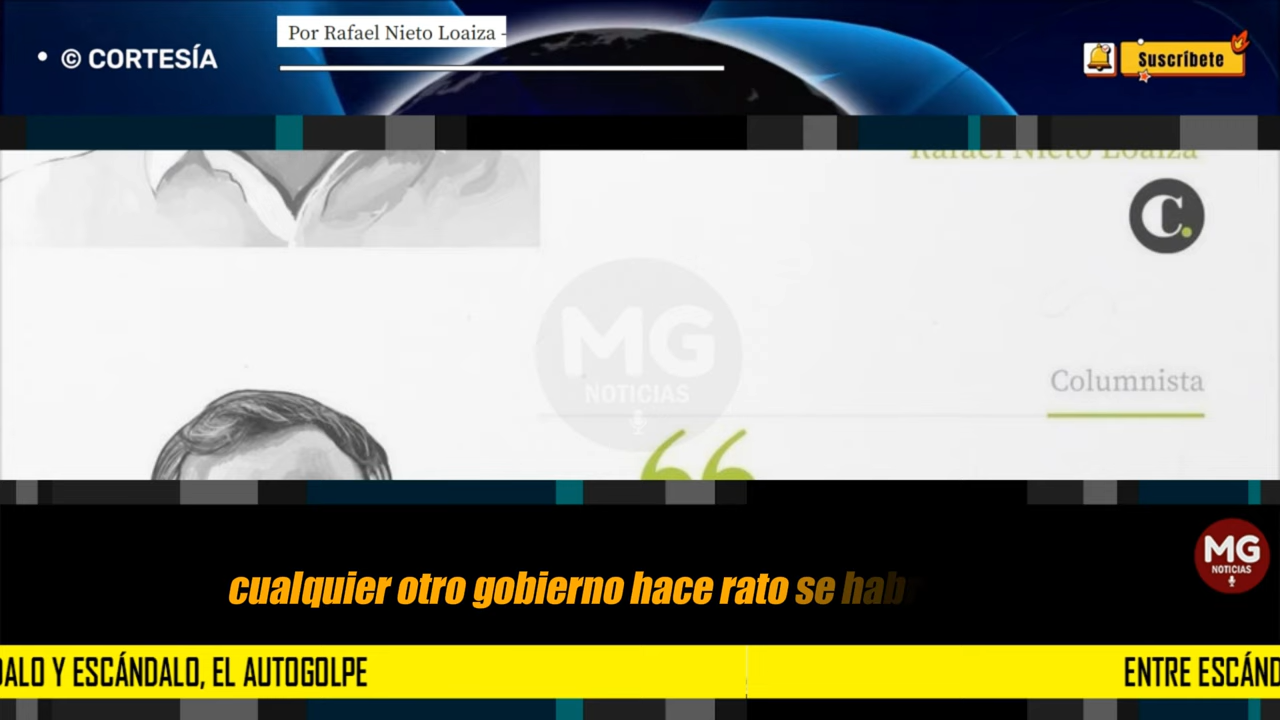 Por Rafael Nieto Loaiza -
© CORTESÍA
Suscríbete
Rafael Nieto Loaiza
C.
MG
NOTICIAS
Columnista
“
cualquier otro gobierno hace rato se hab
MG
NOTICIAS
DALO Y ESCÁNDALO, EL AUTOGOLPE
ENTRE ESCÁND